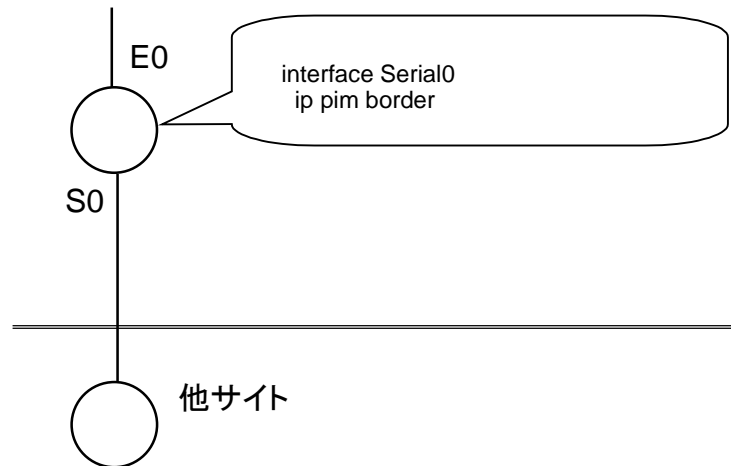 E0
interface Serial0
ip pim border
S0
他サイト